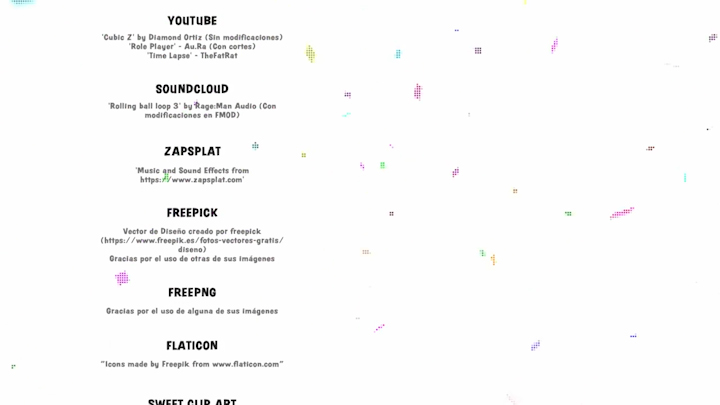 YOUTUBE
'Cubic Z' by Diamond Ortiz (Sin modificaciones)
'Role Player' - Au.Ra (Con cortes)
'Time Lapse' - TheFatRat
SOUNDCLOUD
'Rolling ball loop 3' by Rage:Man Audio (Con
modificaciones en FMOD)
ZAPSPLAT
'Music and Sound Effects from
https://www.zapsplat.com'
FREEPICK
Vector de Diseño creado por freepick
(https://www.freepik.es/fotos-vectores-gratis/
diseno)
Gracias por el uso de otras de sus imágenes
FREEPNG
Gracias por el uso de alguna de sus imágenes
FLATICON
"Icons made by Freepik from www.flaticon.com"
SWEET CLIP ART